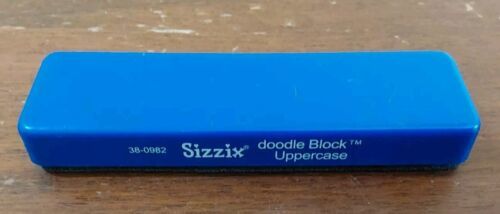 38-0982 Sizzix® doodle Block™
Uppercase